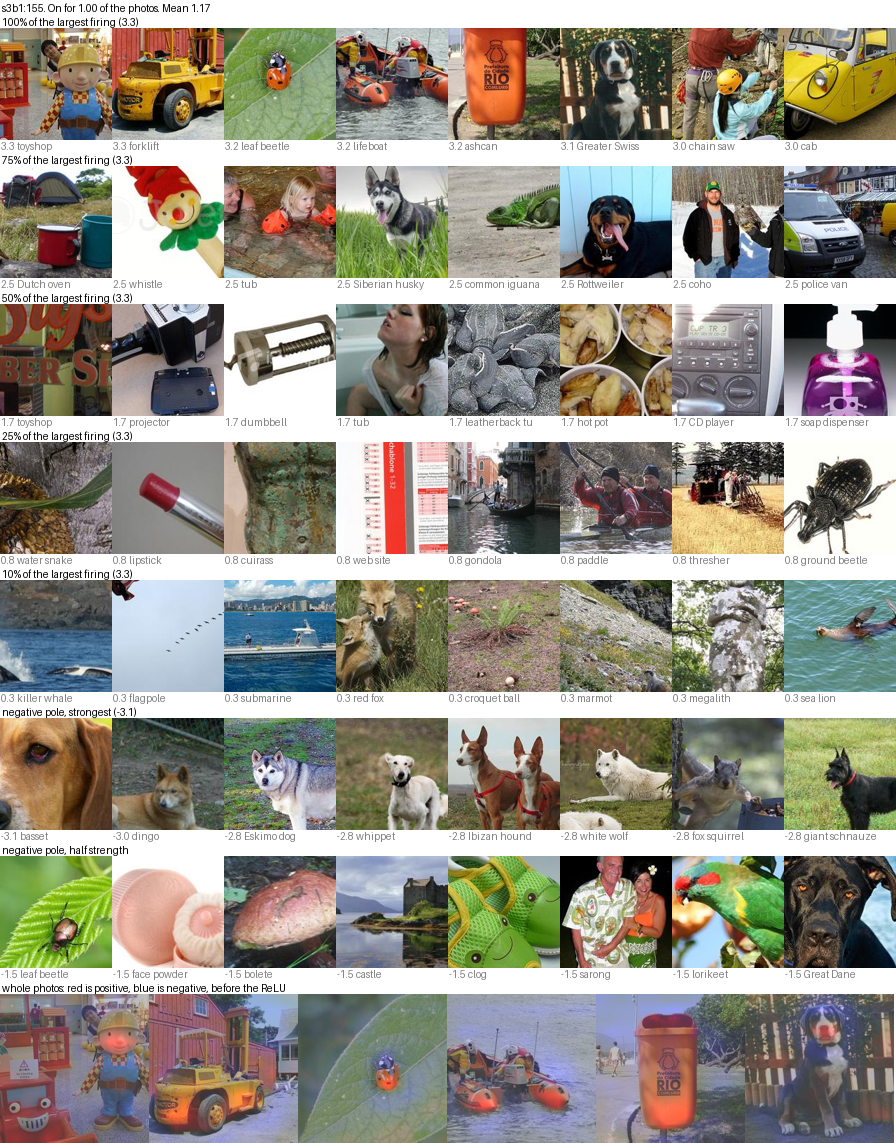 s3b1:155. On for 1.00 of the photos. Mean 1.17
100% of the largest firing (3.3)
3.3 toyshop
3.3 forklift
3.2 leaf beetle
3.2 lifeboat
3.2 ashcan
3.1 Greater Swiss
3.0 chain saw
3.0 cab
RIO
75% of the largest firing (3.3)
POLICE
2.5 Dutch oven
2.5 whistle
2.5 tub
2.5 Siberian husky
2.5 common iguana
2.5 Rottweiler
2.5 coho
2.5 police van
50% of the largest firing (3.3)
BER S
1.7 toyshop
1.7 projector
1.7 dumbbell
1.7 tub
1.7 leatherback tu
1.7 hot pot
1.7 CD player
1.7 soap dispenser
25% of the largest firing (3.3)
0.8 water snake
0.8 lipstick
0.8 cuirass
0.8 web site
0.8 gondola
0.8 paddle
0.8 thresher
0.8 ground beetle
10% of the largest firing (3.3)
0.3 killer whale
0.3 flagpole
0.3 submarine
0.3 red fox
0.3 croquet ball
0.3 marmot
0.3 megalith
0.3 sea lion
negative pole, strongest (-3.1)
-3.1 basset
-3.0 dingo
-2.8 Eskimo dog
-2.8 whippet
-2.8 Ibizan hound
-2.8 white wolf
-2.8 fox squirrel
-2.8 giant schnauze
negative pole, half strength
-1.5 leaf beetle
-1.5 face powder
-1.5 bolete
-1.5 castle
-1.5 clog
-1.5 sarong
-1.5 lorikeet
-1.5 Great Dane
whole photos: red is positive, blue is negative, before the ReLU
RIO